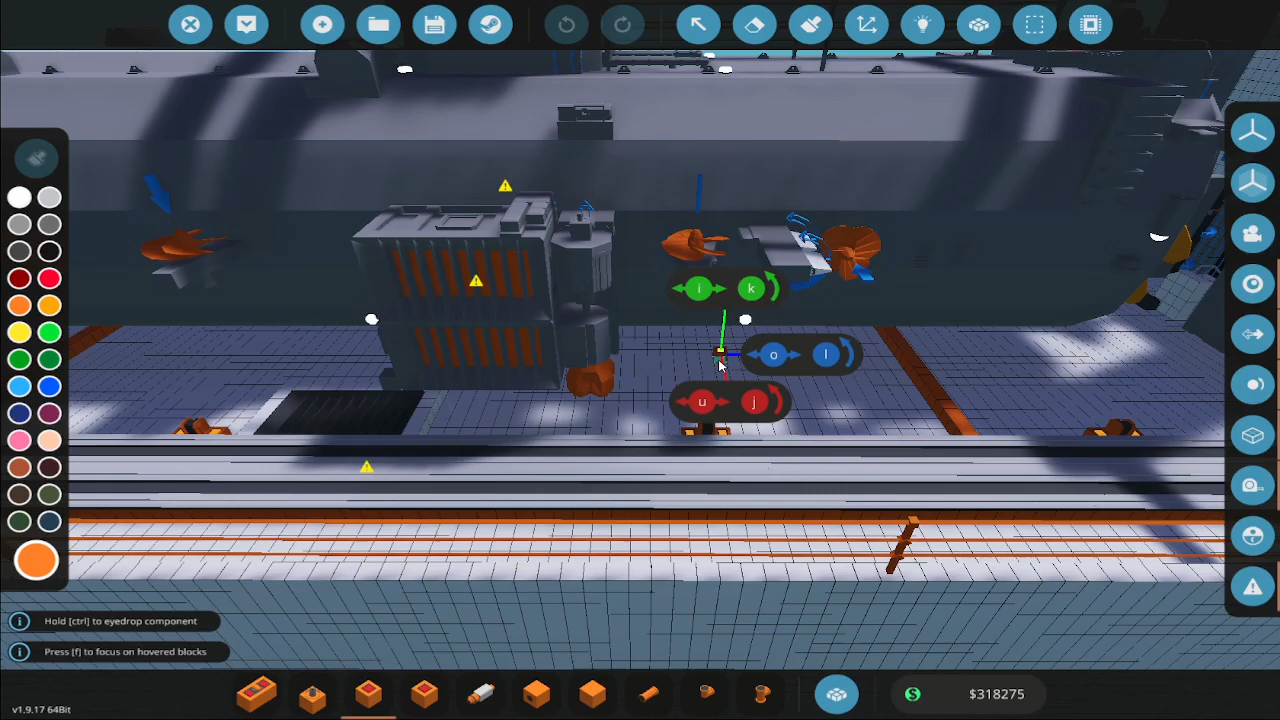 i k
o l
u j
Hold [ctrl] to eyedrop component
Press [f] to focus on hovered blocks
$ $318275
v1.9.17 64Bit